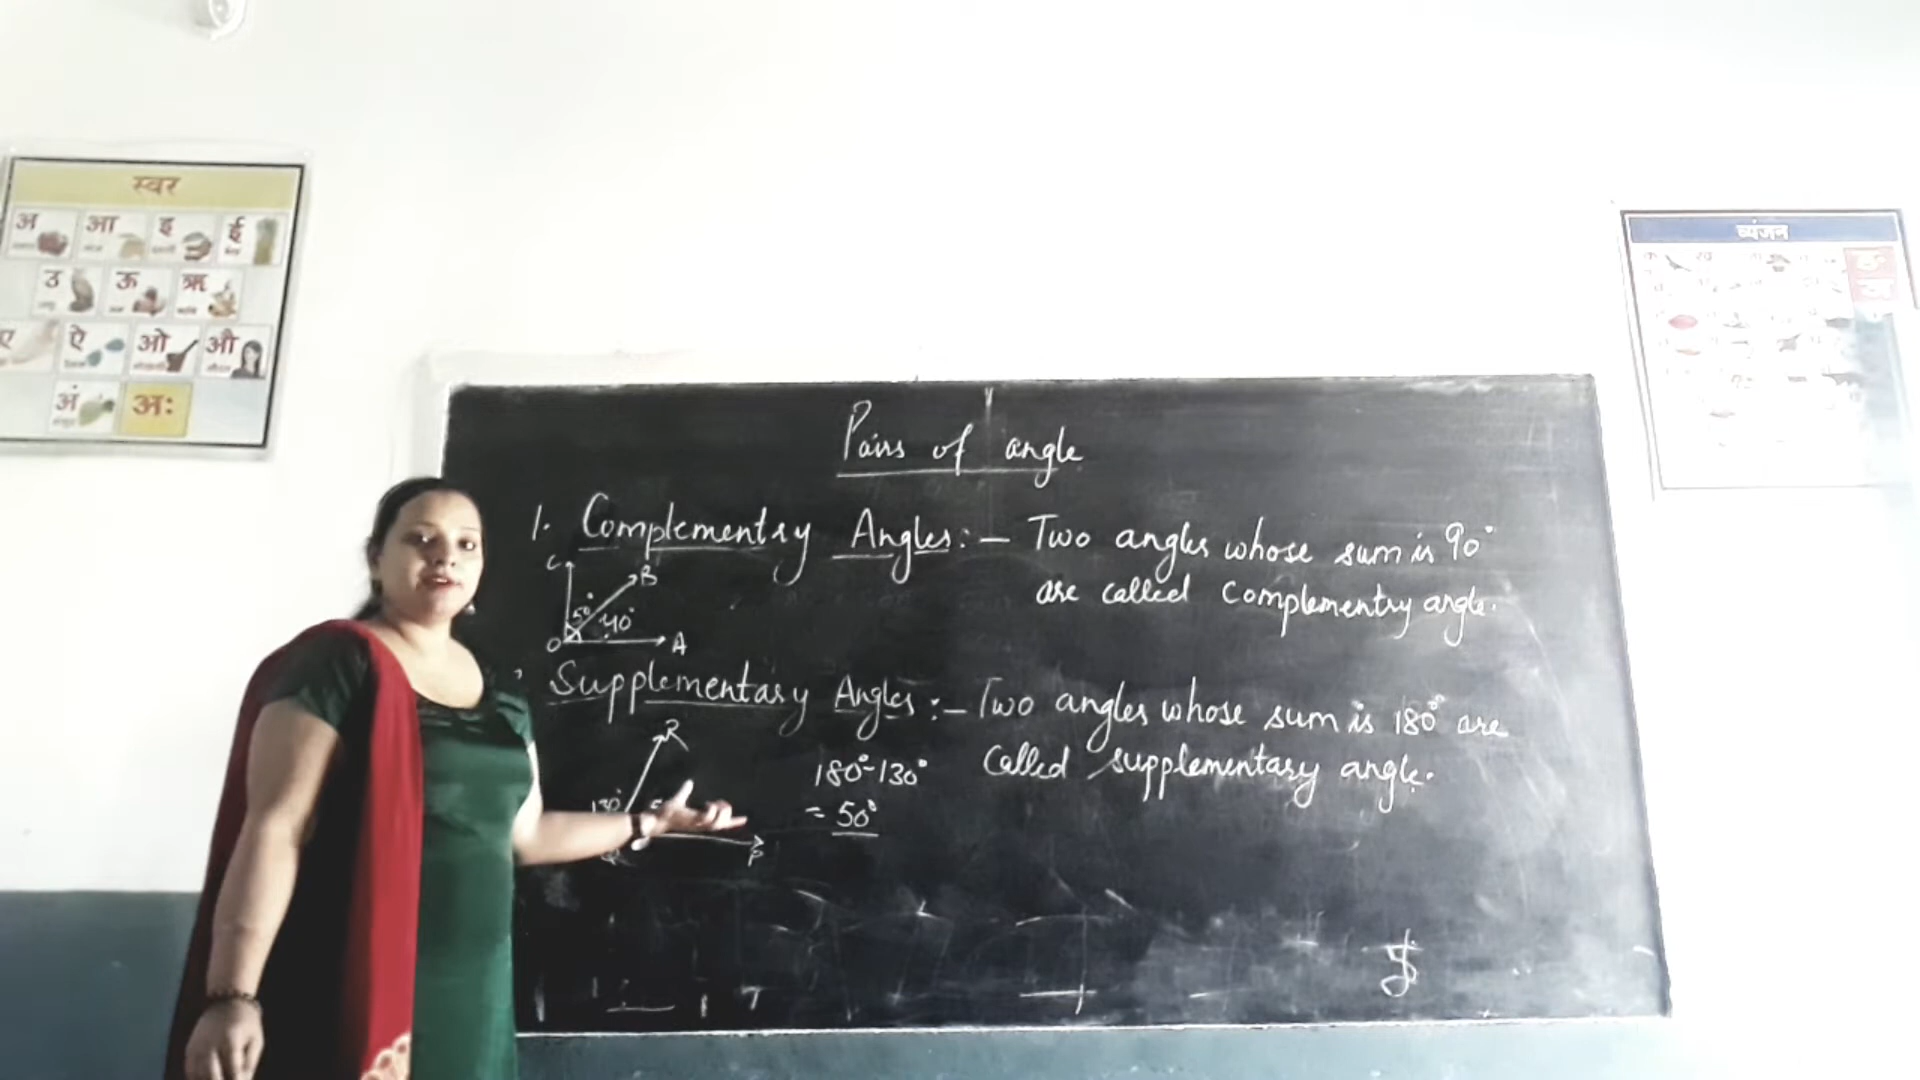 स्वर
अ आ इ ई
उ ऊ ऋ
ए ऐ ओ औ
अं अः
व्यंजन
Pairs of angle
1. Complementry Angles:- Two angles whose sum is 90°
are called Complementry angle.
C B
50° 40°
O A
Supplementary Angles:- Two angles whose sum is 180° are
called supplementary angle.
R
180°-130°
130°
= 50°
Q P